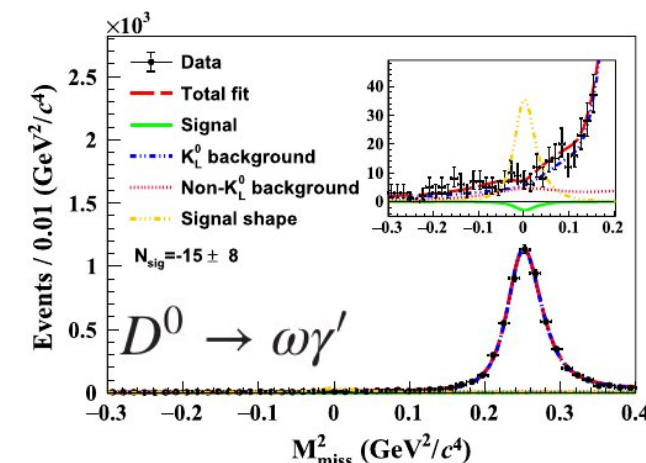 ×10³
Events / 0.01 (GeV²/c⁴)
2.5
2
1.5
1
0.5
0
Data
Total fit
Signal
K⁰_L background
Non-K⁰_L background
Signal shape
N_sig=-15 ± 8
D⁰ → ωγ′
40
30
20
10
0
−0.3 −0.2 −0.1 0 0.1 0.2
−0.3 −0.2 −0.1 0 0.1 0.2 0.3 0.4
M²_miss (GeV²/c⁴)